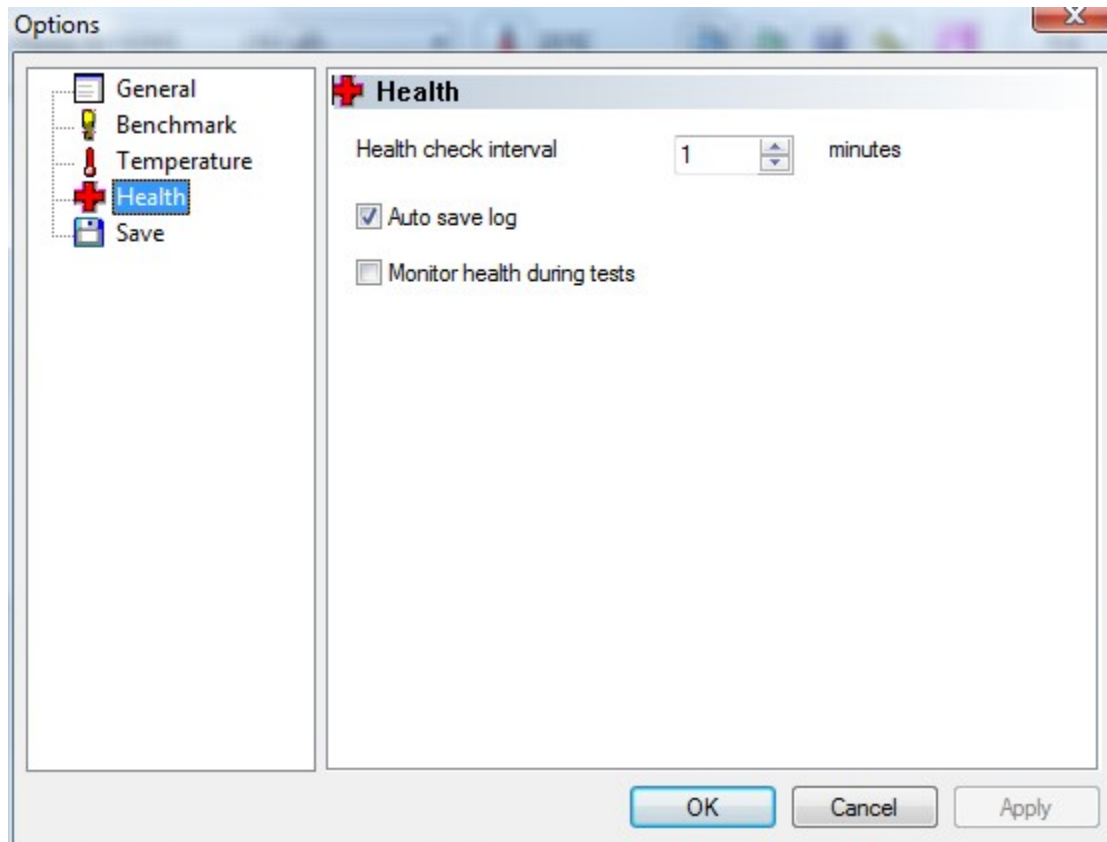 Options
General
Benchmark
Temperature
Health
Save
Health
Health check interval 1 minutes
Auto save log
Monitor health during tests
OK Cancel Apply